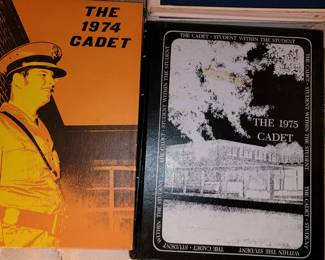 THE
1974
CADET
THE CADET • STUDENT WITHIN THE STUDENT
THE 1975
CADET